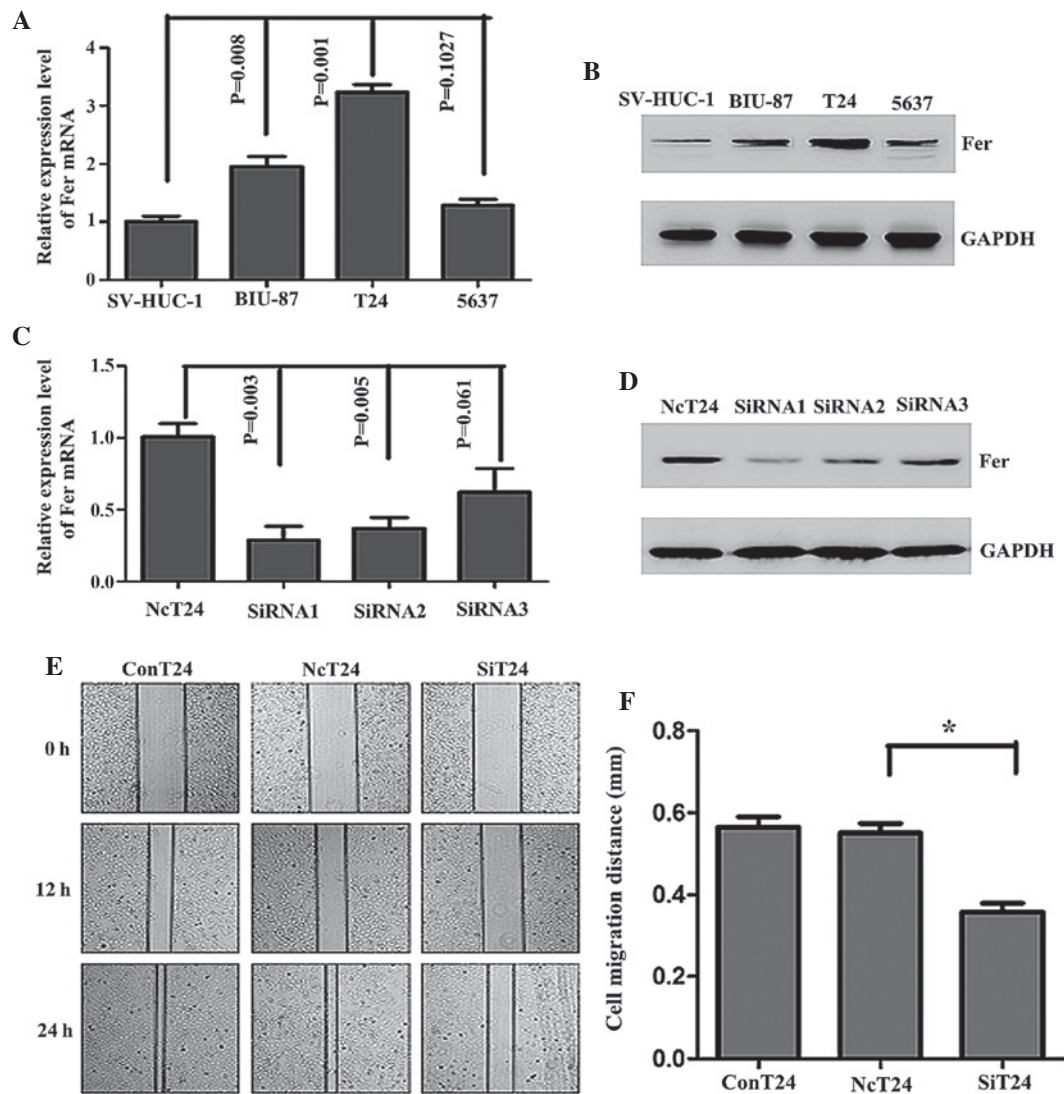 A
Relative expression level
of Fer mRNA
4
3
2
1
0
P=0.008
P=0.001
P=0.1027
SV-HUC-1 BIU-87 T24 5637
B
SV-HUC-1 BIU-87 T24 5637
Fer
GAPDH
C
Relative expression level
of Fer mRNA
1.5
1.0
0.5
0.0
P=0.003
P=0.005
P=0.061
NcT24 SiRNA1 SiRNA2 SiRNA3
D
NcT24 SiRNA1 SiRNA2 SiRNA3
Fer
GAPDH
E
ConT24 NcT24 SiT24
0 h
12 h
24 h
F
Cell migration distance (mm)
0.8
0.6
0.4
0.2
0.0
*
ConT24 NcT24 SiT24